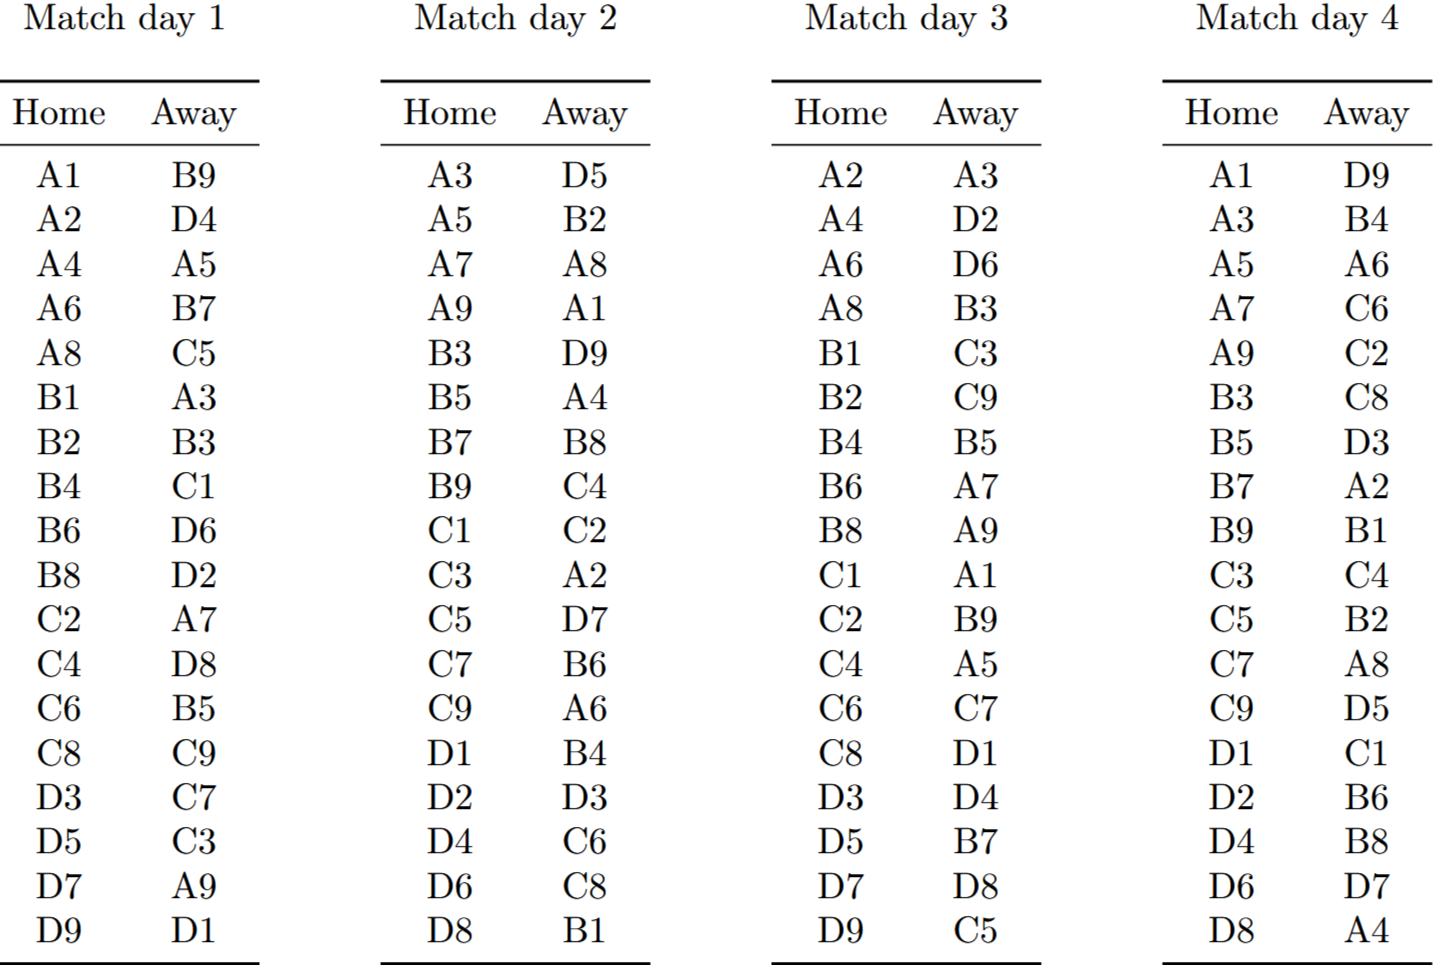 Match day 1 Match day 2 Match day 3 Match day 4
Home Away Home Away Home Away Home Away
A1 B9 A3 D5 A2 A3 A1 D9
A2 D4 A5 B2 A4 D2 A3 B4
A4 A5 A7 A8 A6 D6 A5 A6
A6 B7 A9 A1 A8 B3 A7 C6
A8 C5 B3 D9 B1 C3 A9 C2
B1 A3 B5 A4 B2 C9 B3 C8
B2 B3 B7 B8 B4 B5 B5 D3
B4 C1 B9 C4 B6 A7 B7 A2
B6 D6 C1 C2 B8 A9 B9 B1
B8 D2 C3 A2 C1 A1 C3 C4
C2 A7 C5 D7 C2 B9 C5 B2
C4 D8 C7 B6 C4 A5 C7 A8
C6 B5 C9 A6 C6 C7 C9 D5
C8 C9 D1 B4 C8 D1 D1 C1
D3 C7 D2 D3 D3 D4 D2 B6
D5 C3 D4 C6 D5 B7 D4 B8
D7 A9 D6 C8 D7 D8 D6 D7
D9 D1 D8 B1 D9 C5 D8 A4